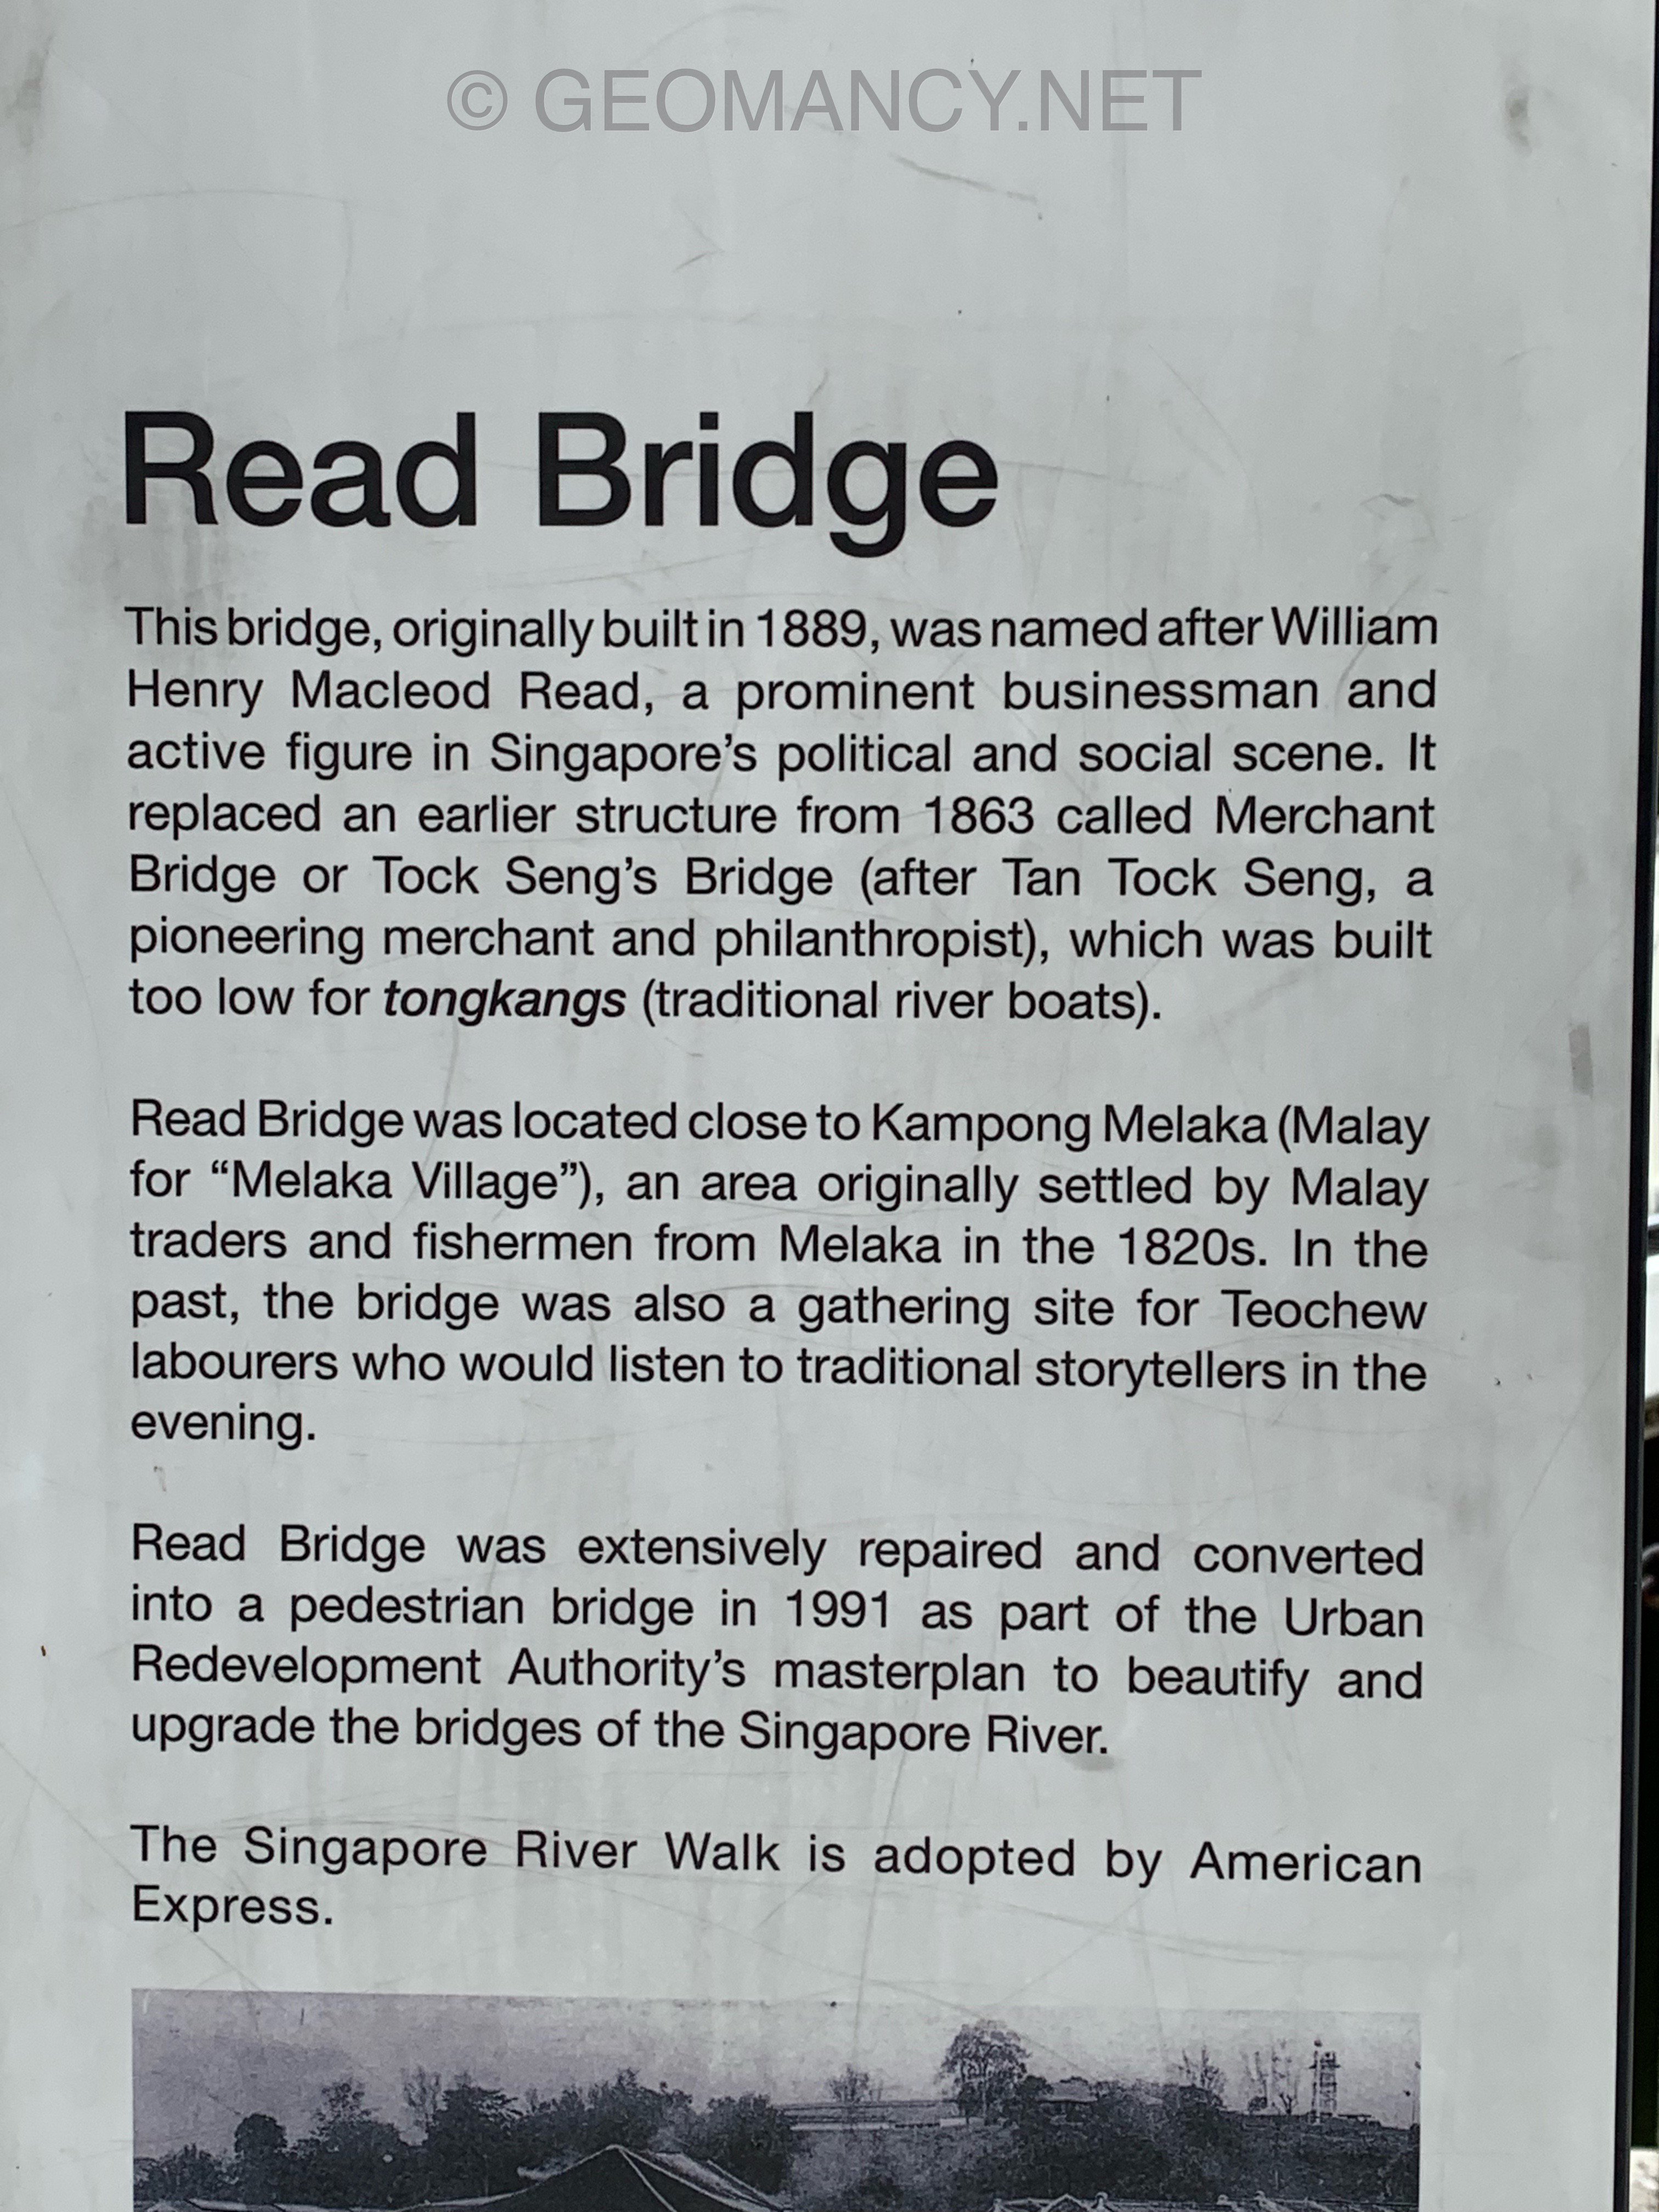 © GEOMANCY.NET
Read Bridge
This bridge, originally built in 1889, was named after William
Henry Macleod Read, a prominent businessman and
active figure in Singapore’s political and social scene. It
replaced an earlier structure from 1863 called Merchant
Bridge or Tock Seng’s Bridge (after Tan Tock Seng, a
pioneering merchant and philanthropist), which was built
too low for tongkangs (traditional river boats).
Read Bridge was located close to Kampong Melaka (Malay
for “Melaka Village”), an area originally settled by Malay
traders and fishermen from Melaka in the 1820s. In the
past, the bridge was also a gathering site for Teochew
labourers who would listen to traditional storytellers in the
evening.
Read Bridge was extensively repaired and converted
into a pedestrian bridge in 1991 as part of the Urban
Redevelopment Authority’s masterplan to beautify and
upgrade the bridges of the Singapore River.
The Singapore River Walk is adopted by American
Express.